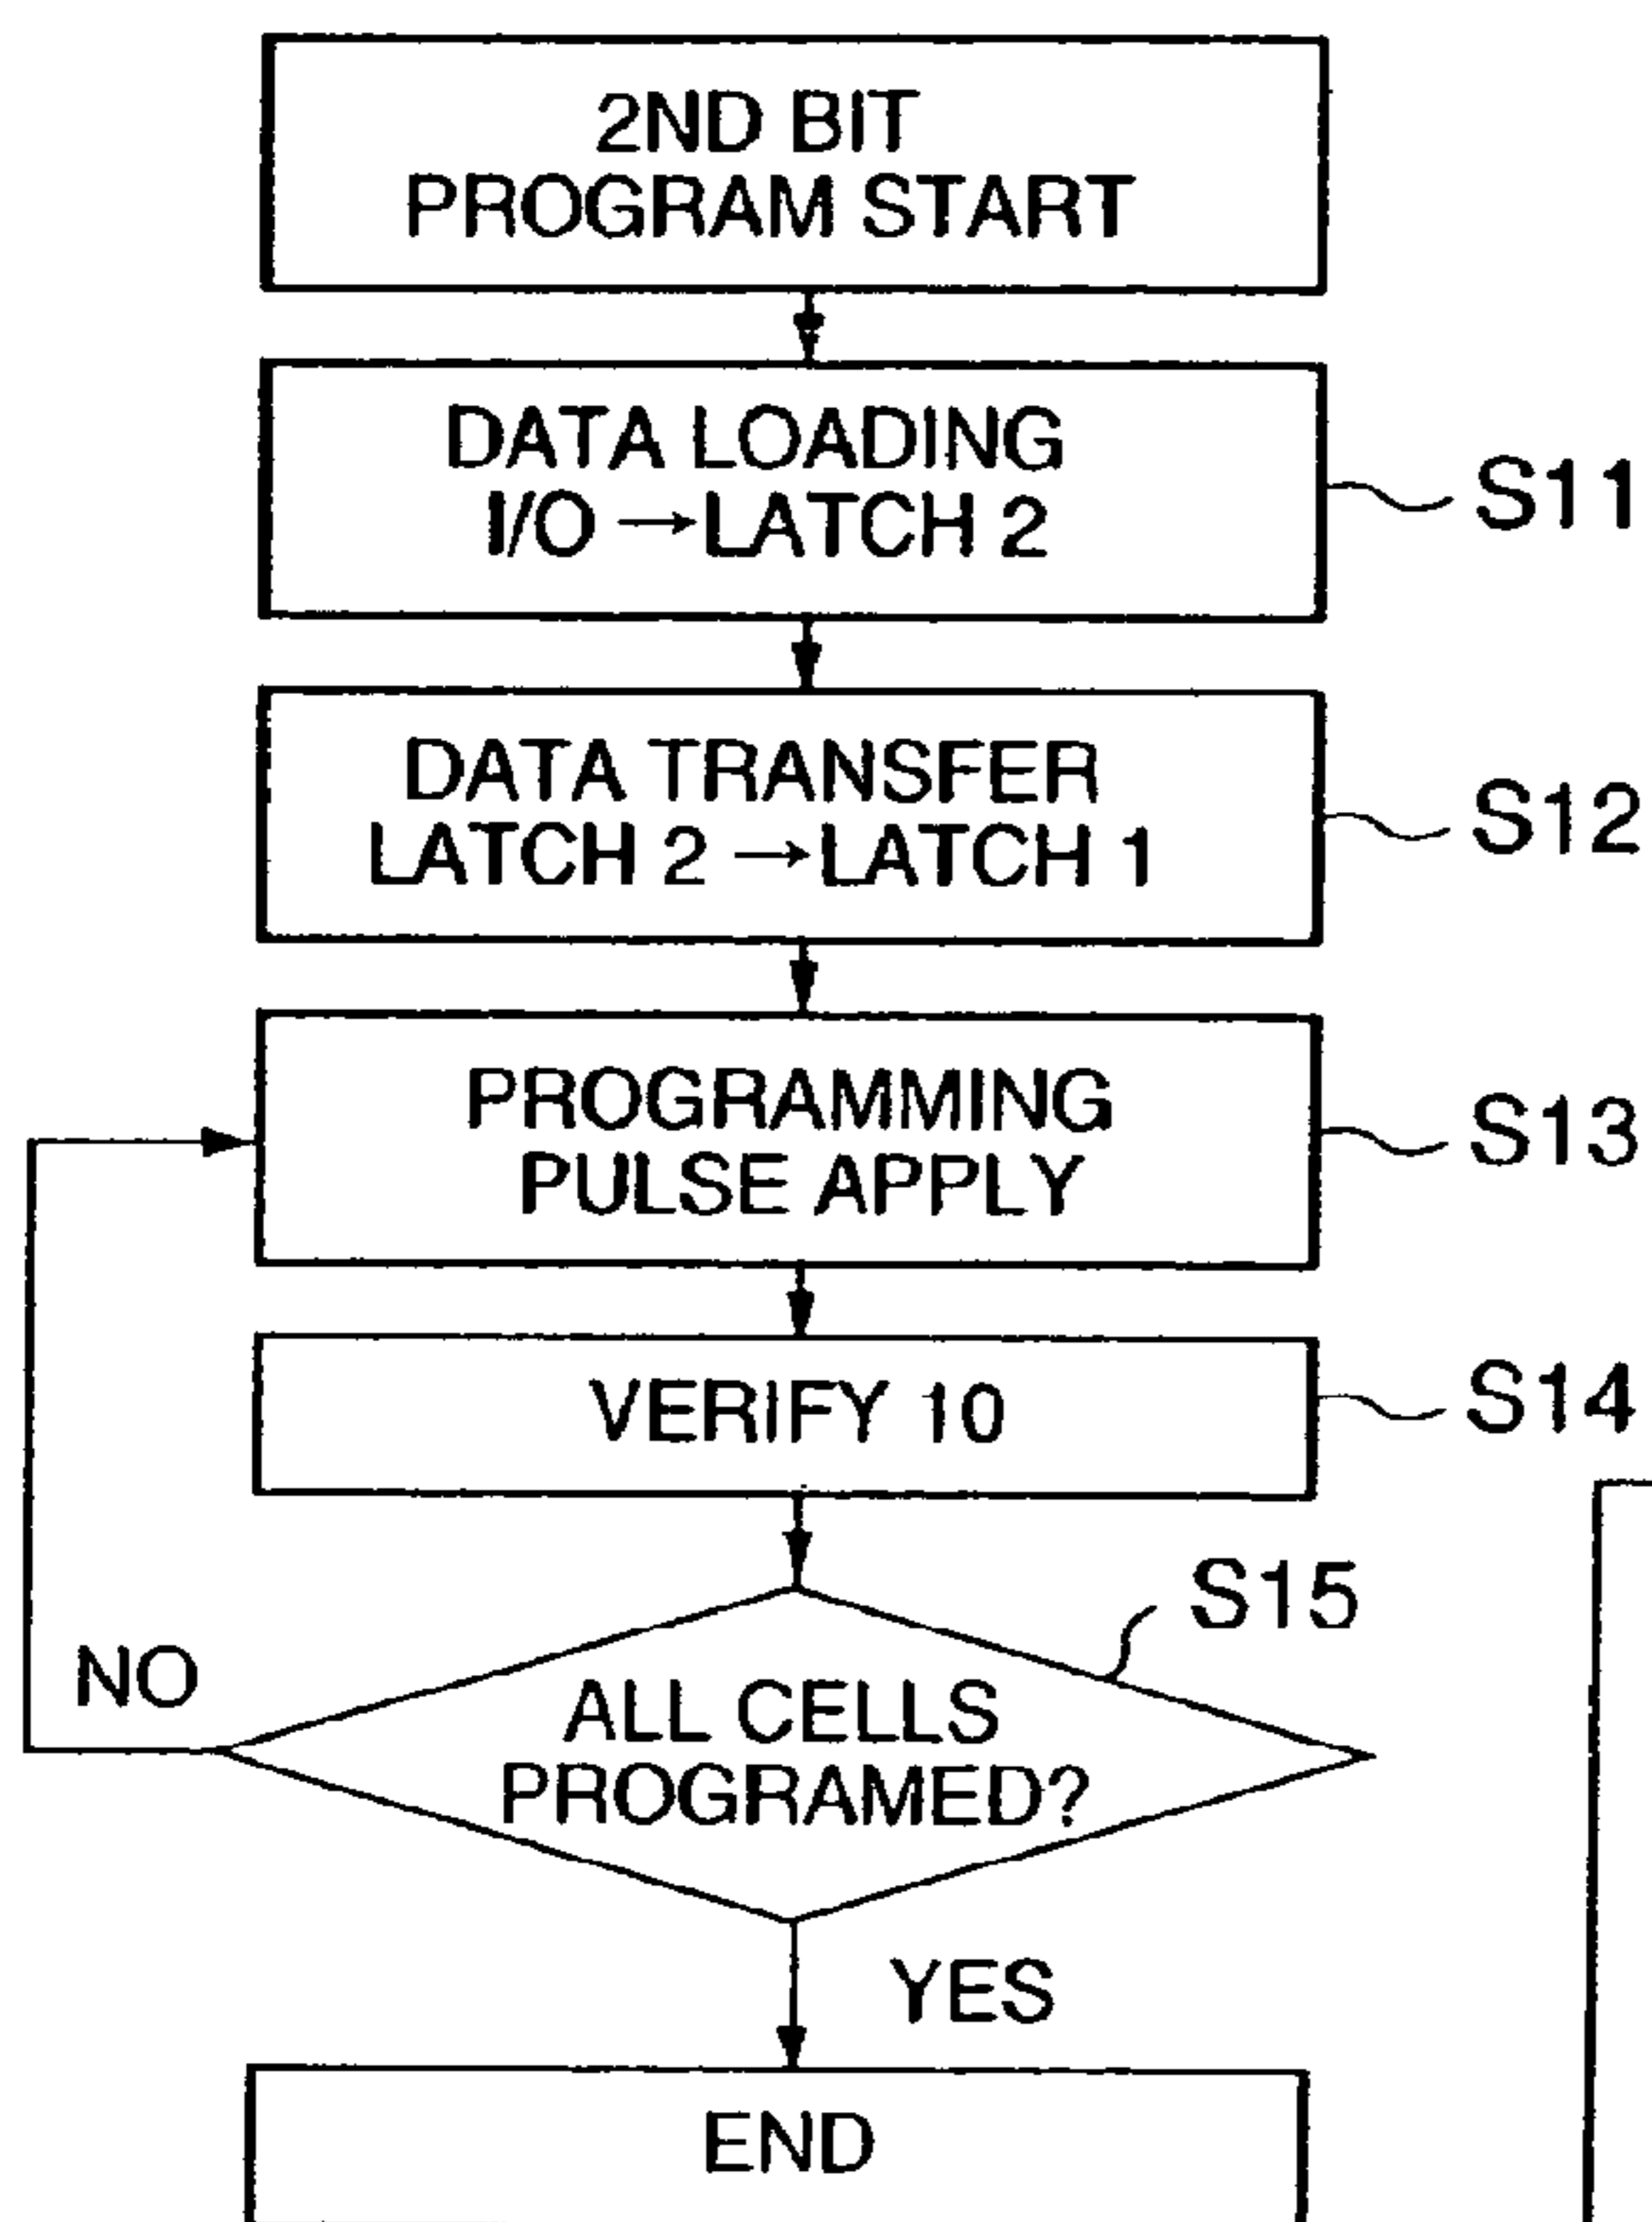 2ND BIT
PROGRAM START
DATA LOADING
I/O → LATCH 2
S11
DATA TRANSFER
LATCH 2 → LATCH 1
S12
PROGRAMMING
PULSE APPLY
S13
VERIFY 10
S14
S15
NO
ALL CELLS
PROGRAMED?
YES
END